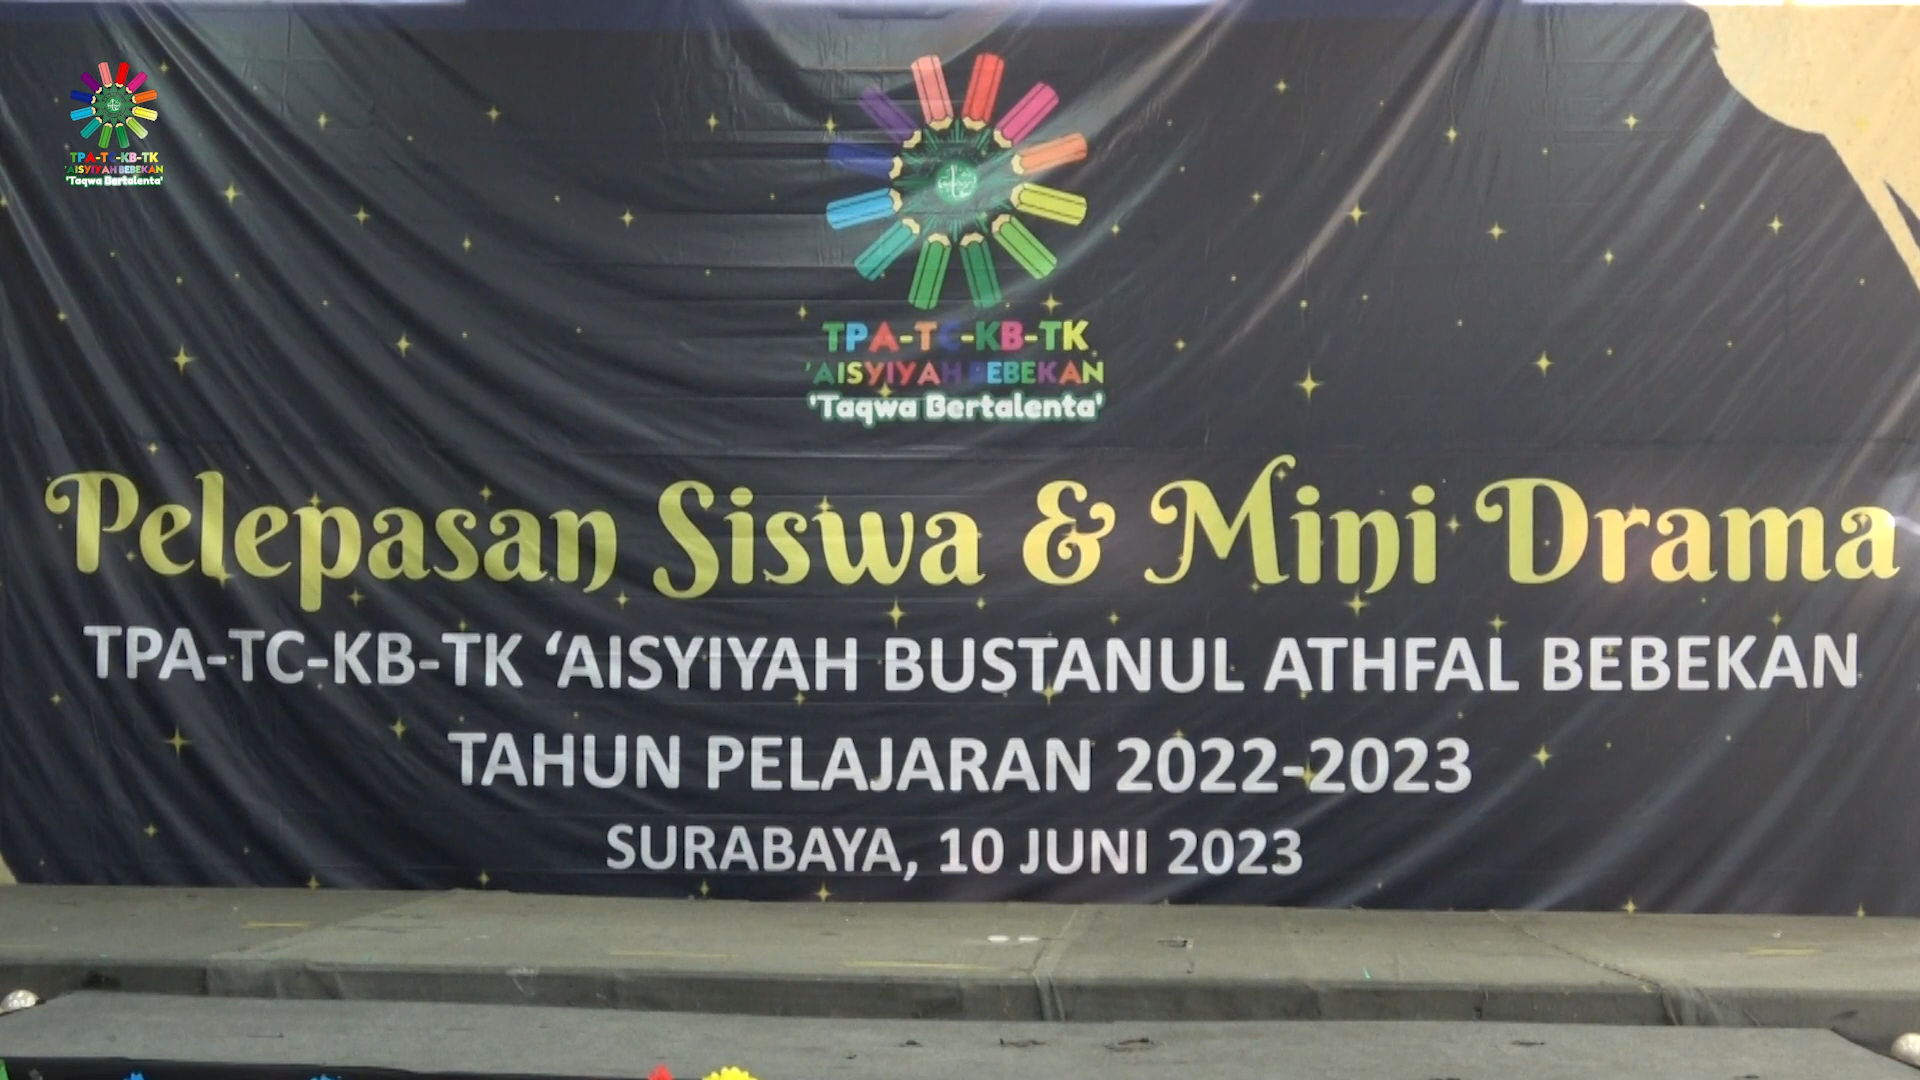 TPA-TC-KB-TK
'AISYIYAH BEBEKAN
'Taqwa Bertalenta'
TPA-TC-KB-TK
'AISYIYAH BEBEKAN
'Taqwa Bertalenta'
Pelepasan Siswa & Mini Drama
TPA-TC-KB-TK ‘AISYIYAH BUSTANUL ATHFAL BEBEKAN
TAHUN PELAJARAN 2022-2023
SURABAYA, 10 JUNI 2023